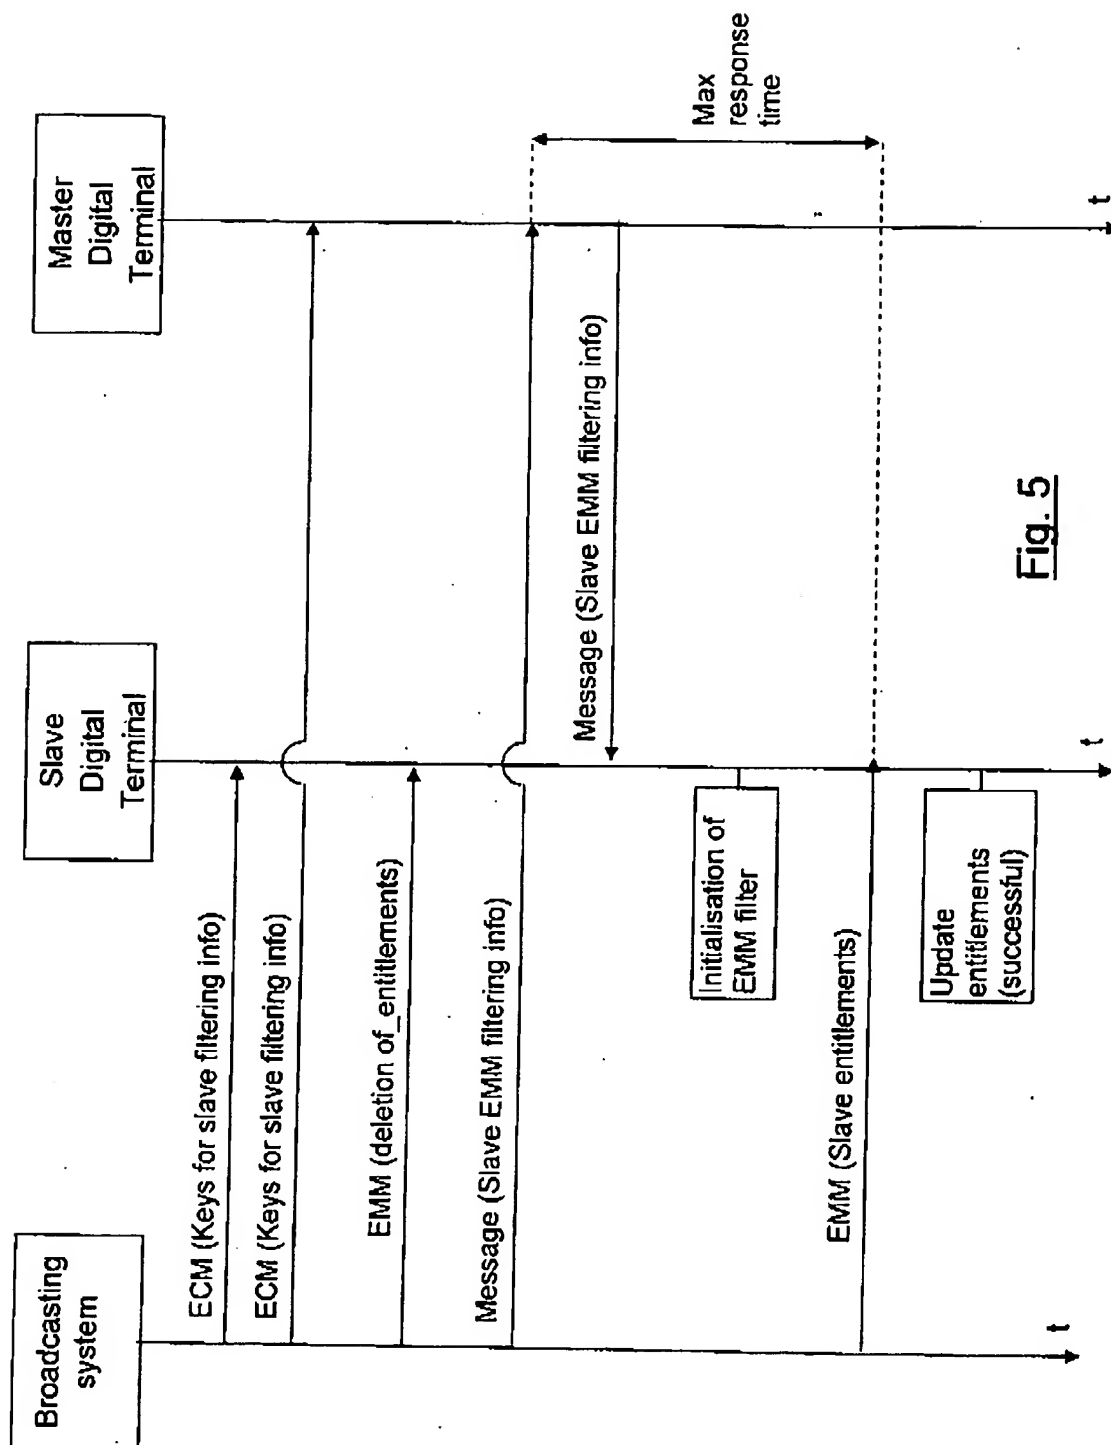 Broadcasting
system
Slave
Digital
Terminal
Master
Digital
Terminal
ECM (Keys for slave filtering info)
ECM (Keys for slave filtering info)
EMM (deletion of_entitlements)
Message (Slave EMM filtering info)
Message (Slave EMM filtering info)
Max
response
time
Initialisation of
EMM filter
EMM (Slave entitlements)
Update
entitlements
(successful)
t
t
t
Fig. 5